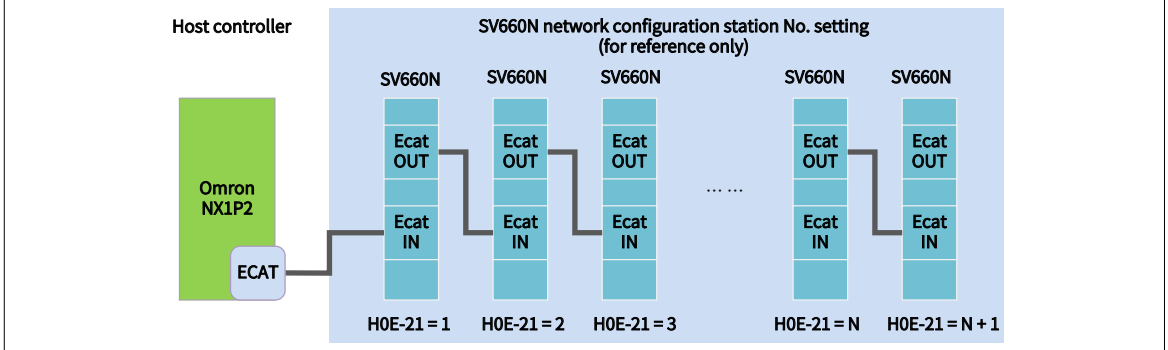 Host controller
SV660N network configuration station No. setting
(for reference only)
SV660N
SV660N
SV660N
SV660N
SV660N
Ecat
OUT
Ecat
OUT
Ecat
OUT
Ecat
OUT
Ecat
OUT
Omron
NX1P2
... ...
Ecat
IN
Ecat
IN
Ecat
IN
Ecat
IN
Ecat
IN
ECAT
H0E-21 = 1
H0E-21 = 2
H0E-21 = 3
H0E-21 = N
H0E-21 = N + 1